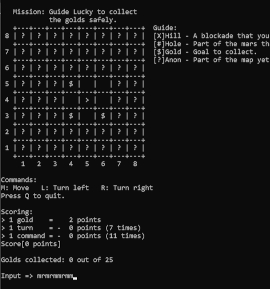 Mission: Guide Lucky to collect
the golds safely.
Guide:
+---+---+---+---+---+---+---+---+
8 | ? | ? | ? | ? | ? | ? | ? | ? | [X]Hill - A blockade that you
+---+---+---+---+---+---+---+---+ [#]Hole - Part of the mars th
7 | ? | ? | ? | ? | ? | ? | ? | ? | [$]Gold - Goal to collect.
+---+---+---+---+---+---+---+---+ [?]Anon - Part of the map yet
6 | ? | ? | ? | ? | ? | ? | ? | ? |
5 | ? | ? | ? | $ | | ? | ? | ? |
4 | ? | ? | ? | | > | | ? | ? |
3 | ? | ? | ? | $ | | $ | ? | ? |
2 | ? | ? | ? | ? | ? | ? | ? | ? |
1 | ? | ? | ? | ? | ? | ? | ? | ? |
+---+---+---+---+---+---+---+---+
1 2 3 4 5 6 7 8
Commands:
M: Move L: Turn left R: Turn right
Press Q to quit.
Scoring:
1 gold = 2 points
1 turn = - 0 points (7 times)
1 command = - 0 points (11 times)
Score[0 points]
Golds collected: 0 out of 25
Input =>